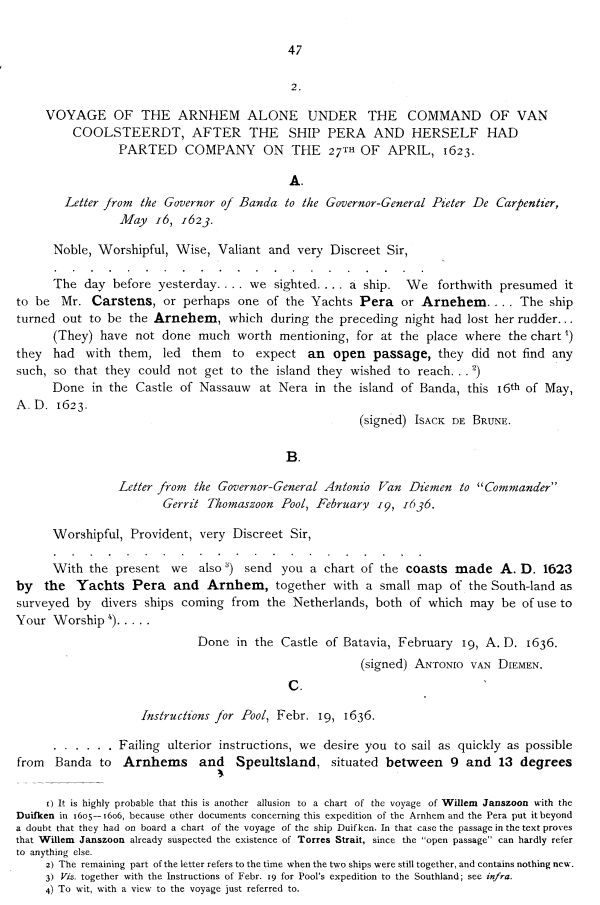 47
2.
VOYAGE OF THE ARNHEM ALONE UNDER THE COMMAND OF VAN
COOLSTEERDT, AFTER THE SHIP PERA AND HERSELF HAD
PARTED COMPANY ON THE 27TH OF APRIL, 1623.
A.
Letter from the Governor of Banda to the Governor-General Pieter De Carpentier,
May 16, 1623.
Noble, Worshipful, Wise, Valiant and very Discreet Sir,
. . . . . . . . . . . . . . . . . . . .
The day before yesterday.... we sighted.... a ship. We forthwith presumed it
to be Mr. Carstens, or perhaps one of the Yachts Pera or Arnehem.... The ship
turned out to be the Arnehem, which during the preceding night had lost her rudder...
(They) have not done much worth mentioning, for at the place where the chart 1)
they had with them, led them to expect an open passage, they did not find any
such, so that they could not get to the island they wished to reach... 2)
Done in the Castle of Nassauw at Nera in the island of Banda, this 16th of May,
A. D. 1623.
(signed) ISACK DE BRUNE.
B.
Letter from the Governor-General Antonio Van Diemen to "Commander"
Gerrit Thomaszoon Pool, February 19, 1636.
Worshipful, Provident, very Discreet Sir,
. . . . . . . . . . . . . . . . . . . .
With the present we also 3) send you a chart of the coasts made A. D. 1623
by the Yachts Pera and Arnhem, together with a small map of the South-land as
surveyed by divers ships coming from the Netherlands, both of which may be of use to
Your Worship 4).....
Done in the Castle of Batavia, February 19, A. D. 1636.
(signed) ANTONIO VAN DIEMEN.
C.
Instructions for Pool, Febr. 19, 1636.
. . . . . . Failing ulterior instructions, we desire you to sail as quickly as possible
from Banda to Arnhems and Speultsland, situated between 9 and 13 degrees
1) It is highly probable that this is another allusion to a chart of the voyage of Willem Janszoon with the
Duifken in 1605—1606, because other documents concerning this expedition of the Arnhem and the Pera put it beyond
a doubt that they had on board a chart of the voyage of the ship Duifken. In that case the passage in the text proves
that Willem Janszoon already suspected the existence of Torres Strait, since the "open passage" can hardly refer
to anything else.
2) The remaining part of the letter refers to the time when the two ships were still together, and contains nothing new.
3) Viz. together with the Instructions of Febr. 19 for Pool's expedition to the Southland; see infra.
4) To wit, with a view to the voyage just referred to.